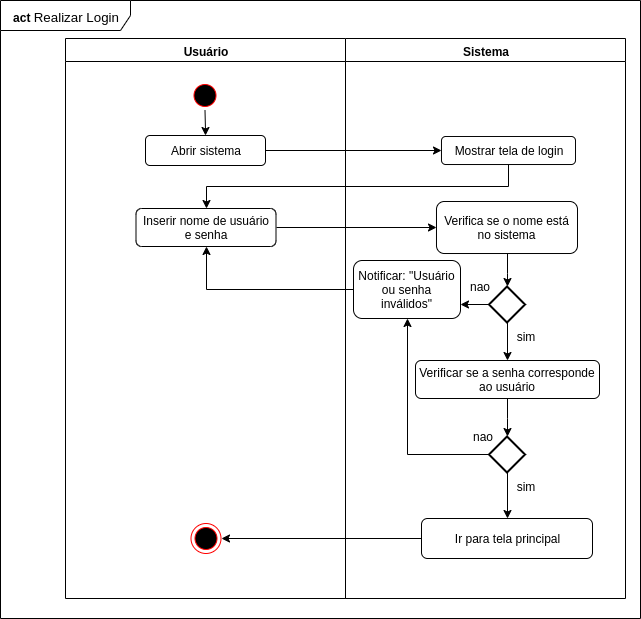 act Realizar Login
Usuário
Sistema
Abrir sistema
Mostrar tela de login
Inserir nome de usuário
e senha
Verifica se o nome está
no sistema
Notificar: "Usuário
ou senha
inválidos"
nao
sim
Verificar se a senha corresponde
ao usuário
nao
sim
Ir para tela principal